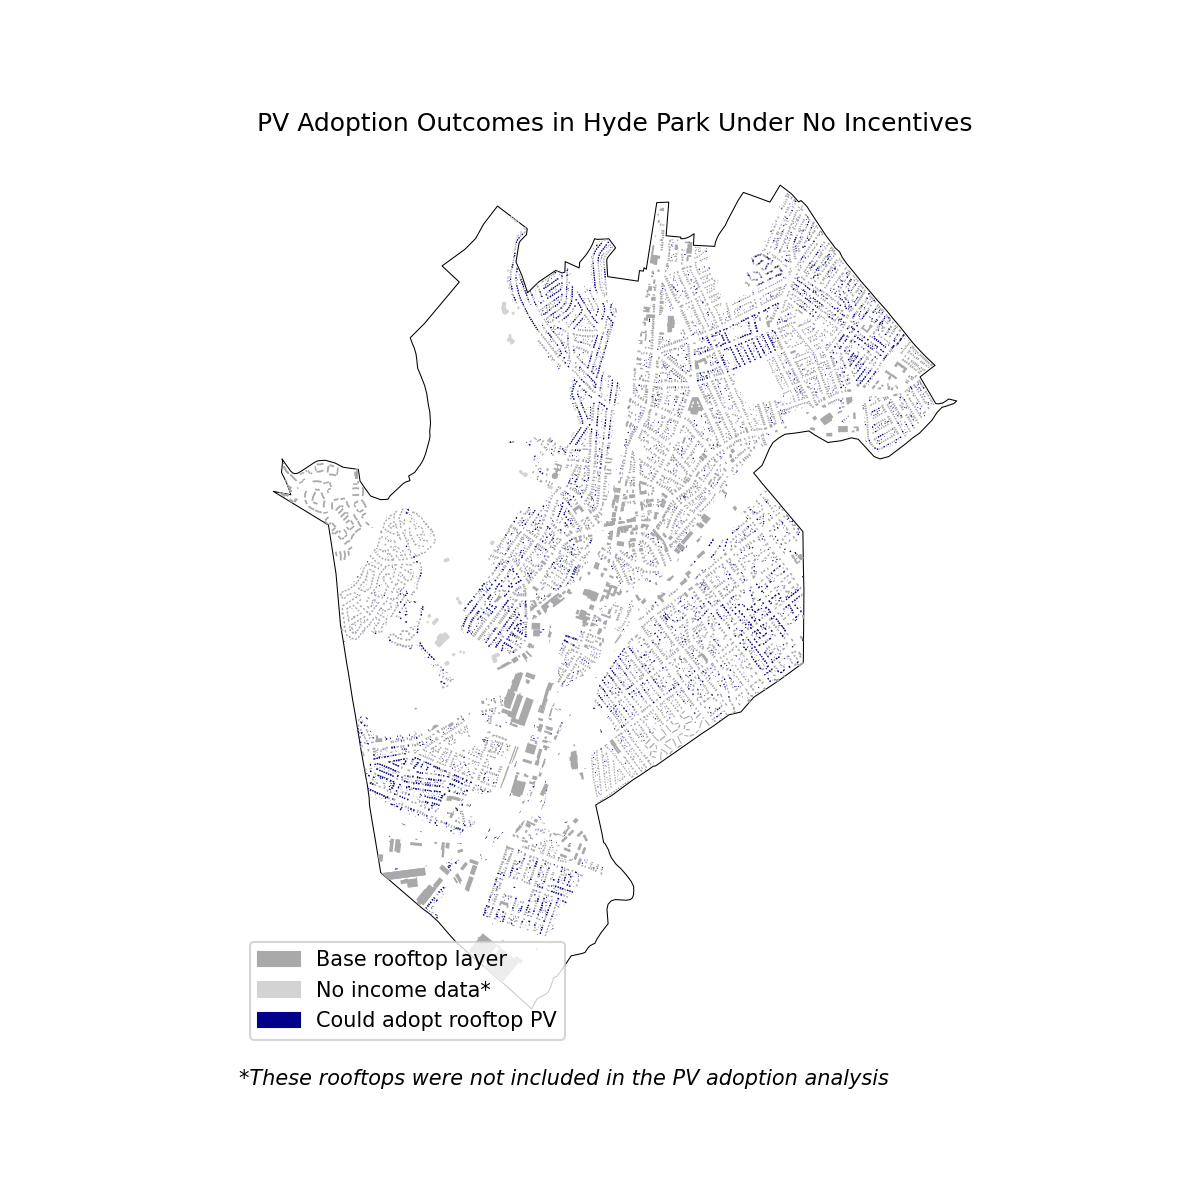 PV Adoption Outcomes in Hyde Park Under No Incentives
Base rooftop layer
No income data*
Could adopt rooftop PV
*These rooftops were not included in the PV adoption analysis